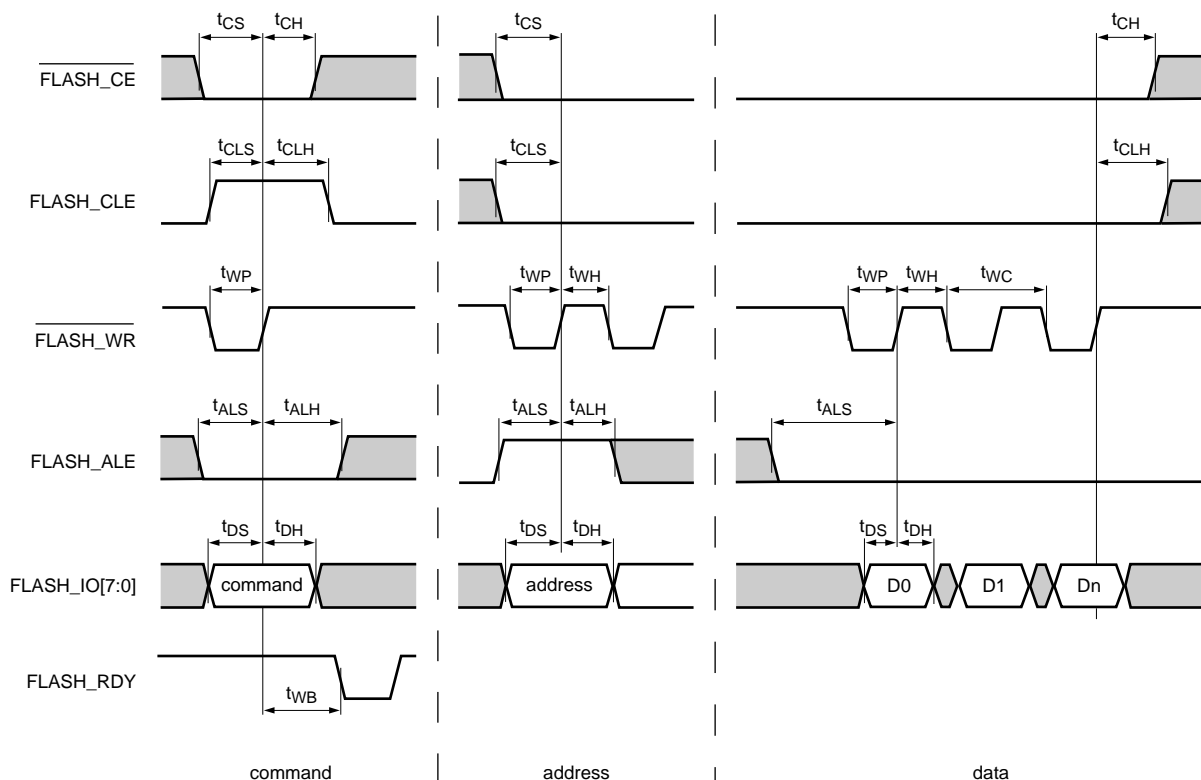 tCS tCH tCS tCH
FLASH_CE
tCLS tCLH tCLS tCLH
FLASH_CLE
tWP tWP tWH tWP tWH tWC
FLASH_WR
tALS tALH tALS tALH tALS
FLASH_ALE
tDS tDH tDS tDH tDS tDH
FLASH_IO[7:0] command address D0 D1 Dn
FLASH_RDY
tWB
command address data